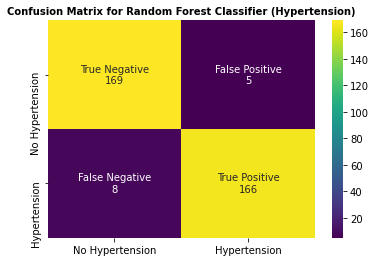 Confusion Matrix for Random Forest Classifier (Hypertension)
True Negative
169
False Positive
5
False Negative
8
True Positive
166
No Hypertension
Hypertension
No Hypertension
Hypertension
160
140
120
100
80
60
40
20